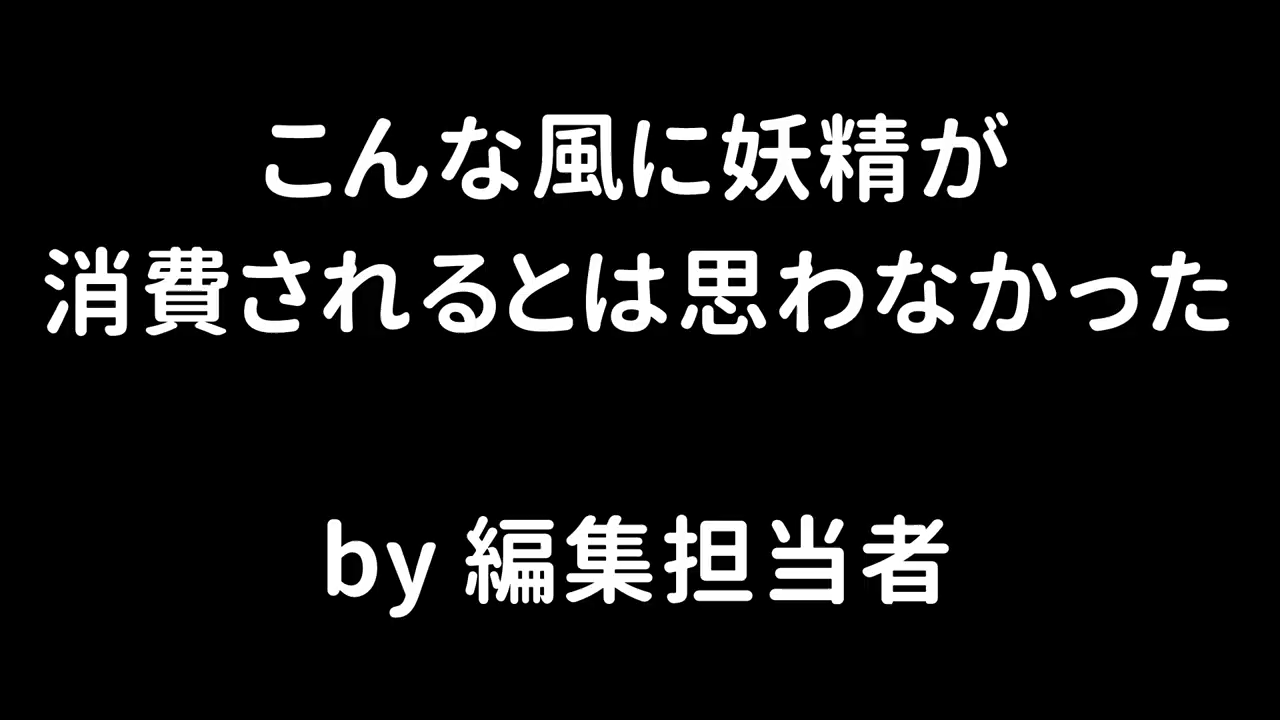 こんな風に妖精が
消費されるとは思わなかった
by 編集担当者